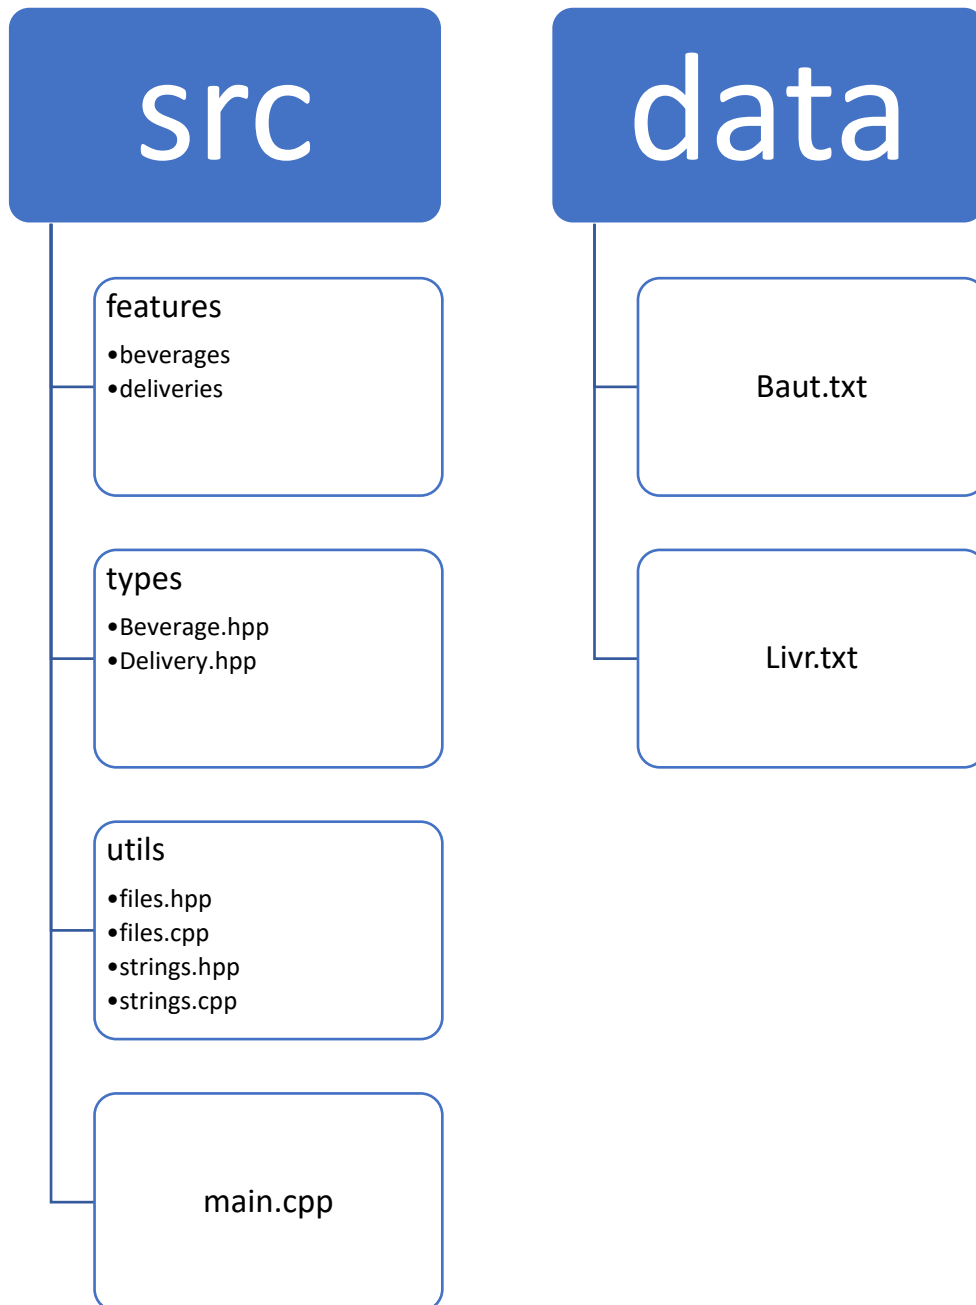 src
features
•beverages
•deliveries
types
•Beverage.hpp
•Delivery.hpp
utils
•files.hpp
•files.cpp
•strings.hpp
•strings.cpp
main.cpp
data
Baut.txt
Livr.txt